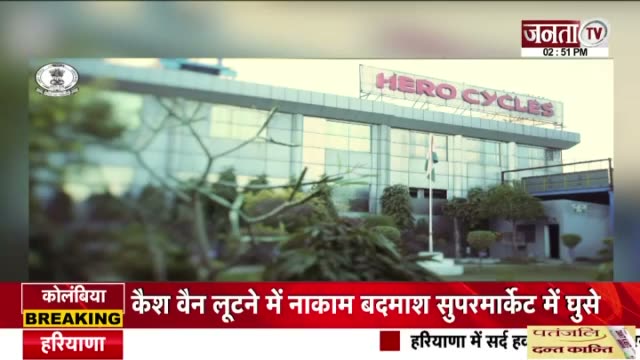 जनता TV
02:51 PM
HERO CYCLES
कोलंबिया
BREAKING
कैश वैन लूटने में नाकाम बदमाश सुपरमार्केट में घुसे
हरियाणा
हरियाणा में सर्द
पतंजलि
दन्त कान्ति